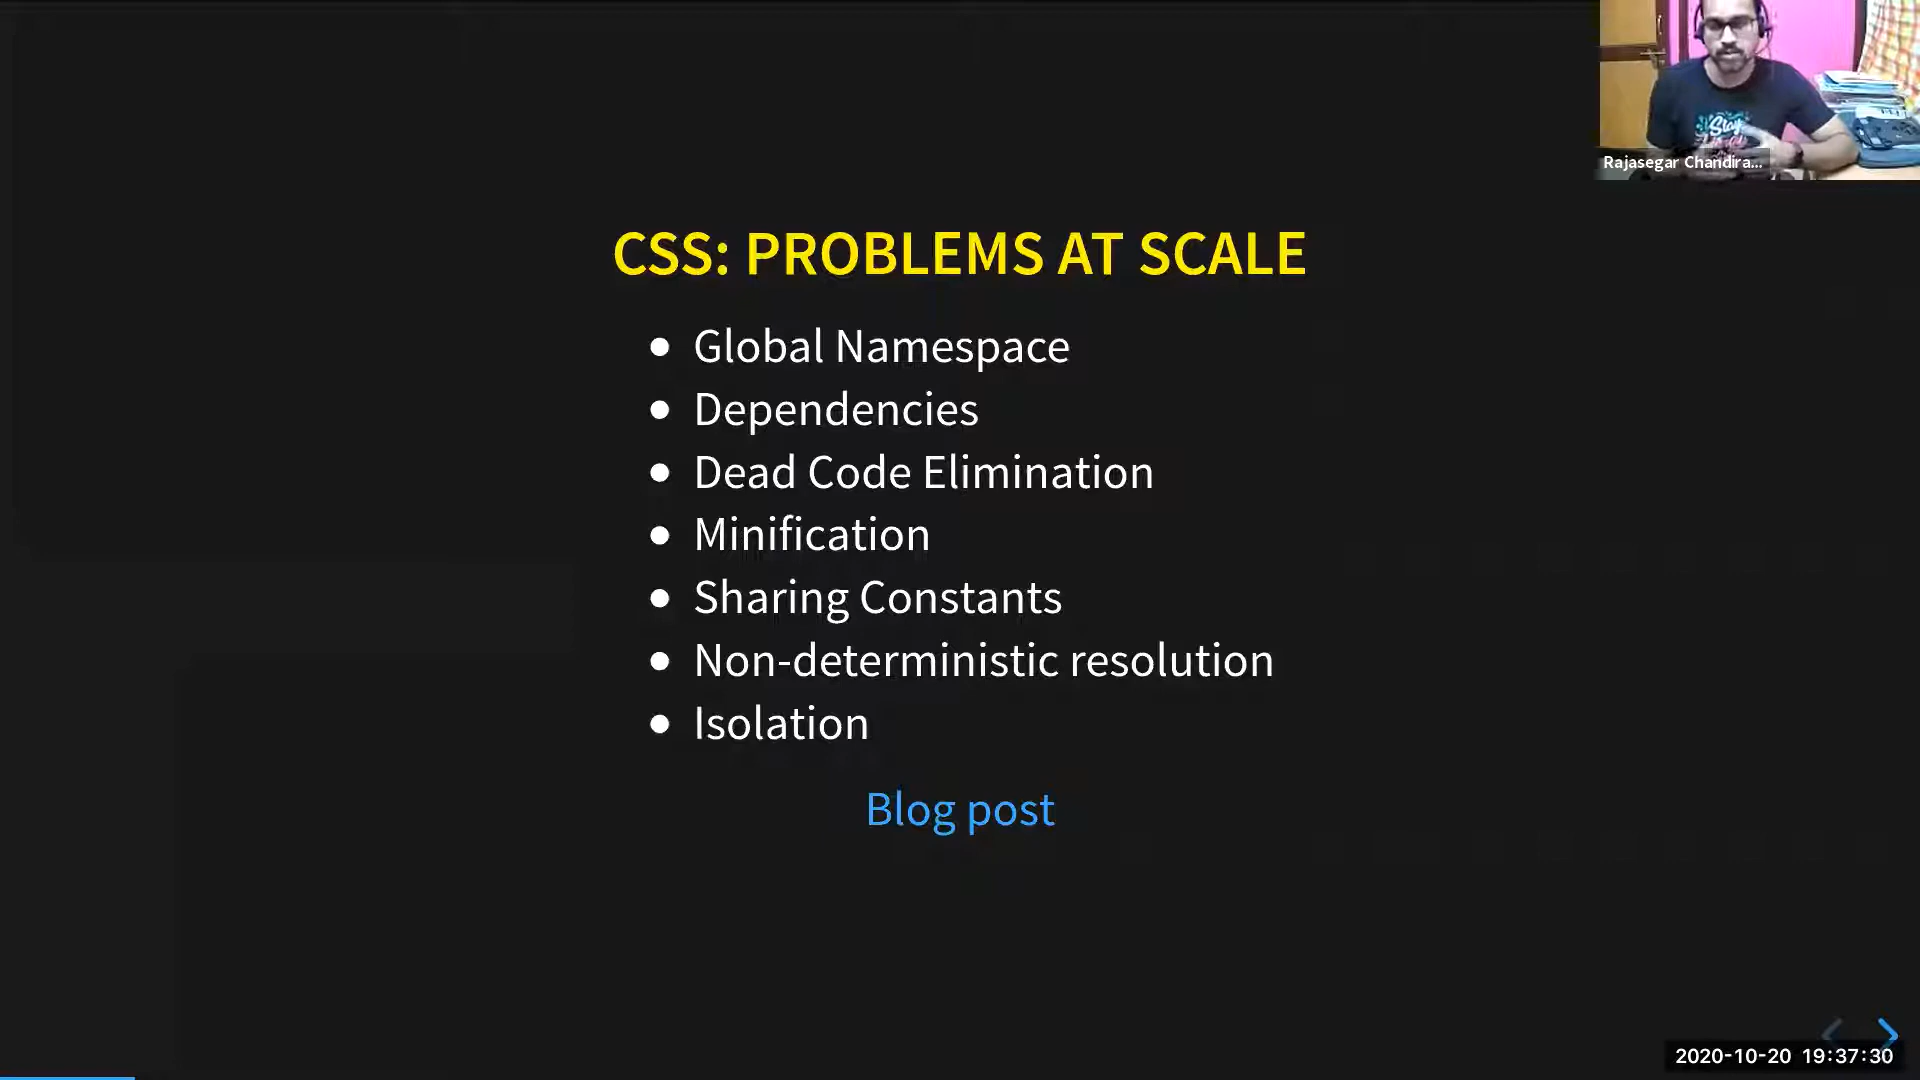 Stay
Rajasegar Chandira...
CSS: PROBLEMS AT SCALE
Global Namespace
Dependencies
Dead Code Elimination
Minification
Sharing Constants
Non-deterministic resolution
Isolation
Blog post
2020-10-20 19:37:30